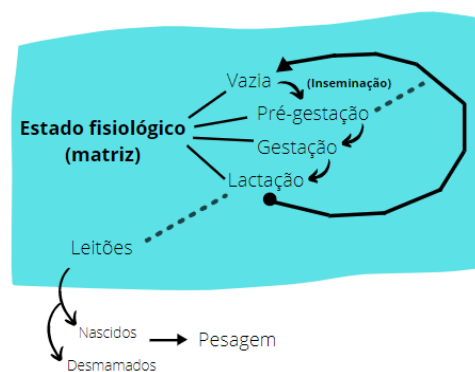 Vazia
(Inseminação)
Pré-gestação
Estado fisiológico
(matriz)
Gestação
Lactação
Leitões
Nascidos
Pesagem
Desmamados